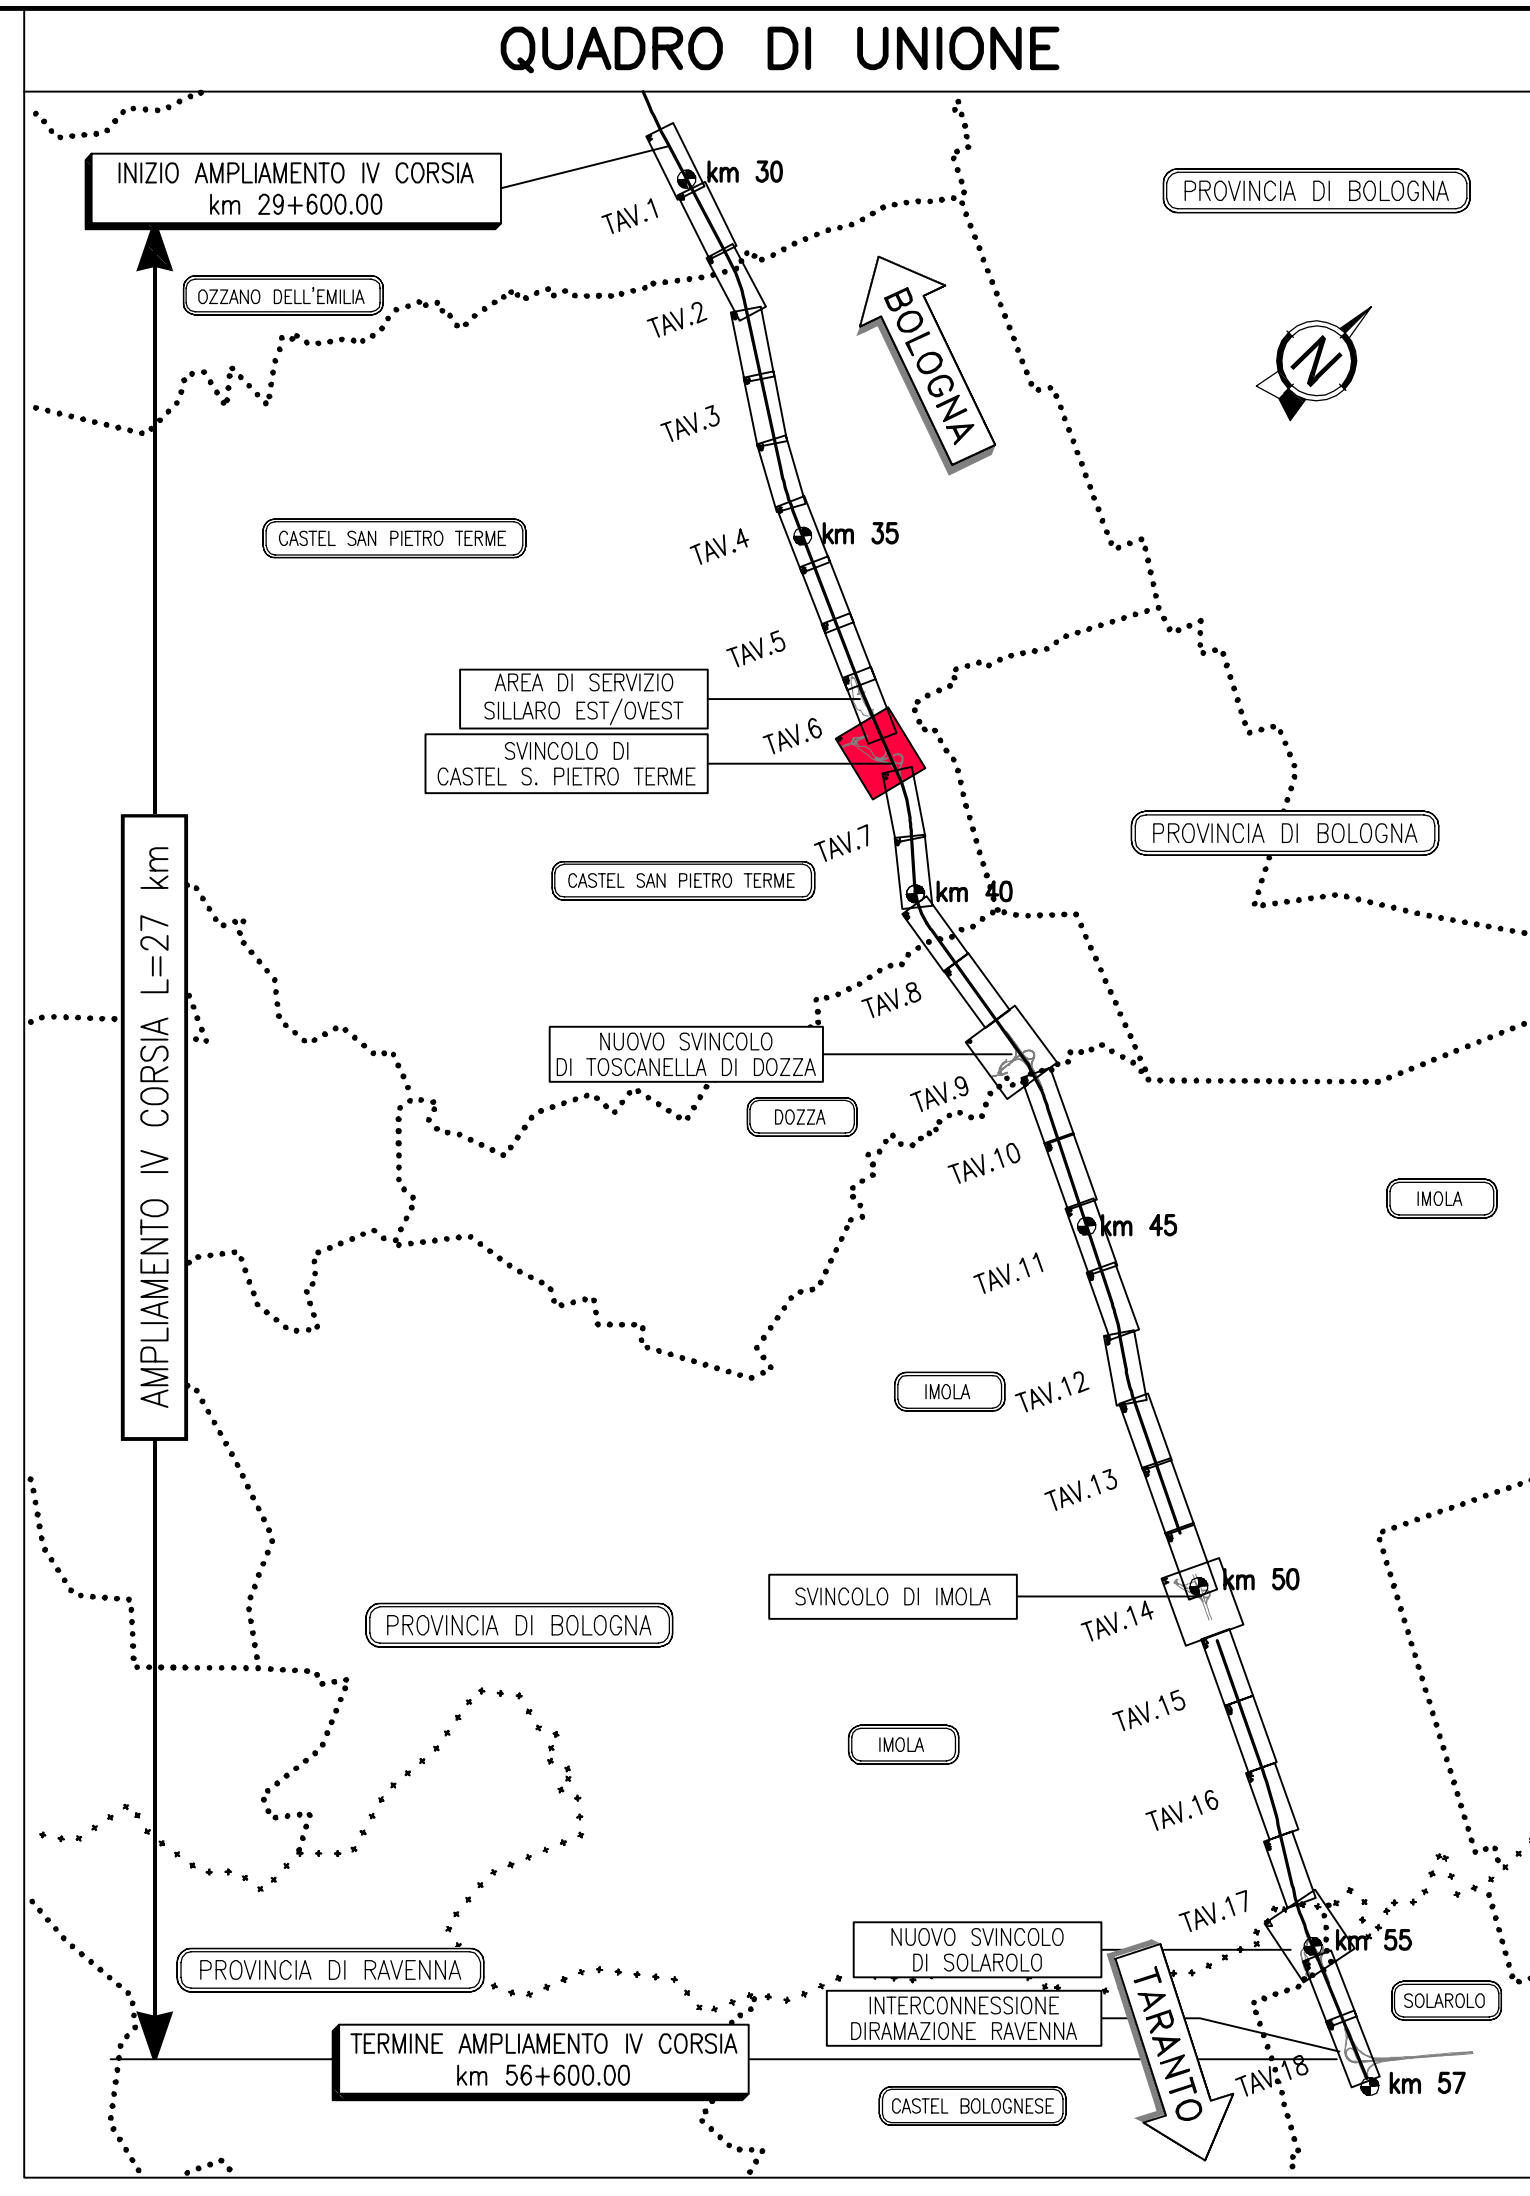 QUADRO DI UNIONE
INIZIO AMPLIAMENTO IV CORSIA
km 29+600.00
km 30
PROVINCIA DI BOLOGNA
TAV.1
OZZANO DELL'EMILIA
TAV.2
BOLOGNA
N
TAV.3
CASTEL SAN PIETRO TERME
TAV.4
km 35
TAV.5
AREA DI SERVIZIO
SILLARO EST/OVEST
TAV.6
SVINCOLO DI
CASTEL S. PIETRO TERME
PROVINCIA DI BOLOGNA
TAV.7
CASTEL SAN PIETRO TERME
km 40
AMPLIAMENTO IV CORSIA L=27 km
TAV.8
NUOVO SVINCOLO
DI TOSCANELLA DI DOZZA
TAV.9
DOZZA
TAV.10
IMOLA
km 45
TAV.11
IMOLA
TAV.12
TAV.13
SVINCOLO DI IMOLA
km 50
TAV.14
PROVINCIA DI BOLOGNA
TAV.15
IMOLA
TAV.16
TAV.17
NUOVO SVINCOLO
DI SOLAROLO
km 55
PROVINCIA DI RAVENNA
SOLAROLO
INTERCONNESSIONE
DIRAMAZIONE RAVENNA
TARANTO
TERMINE AMPLIAMENTO IV CORSIA
km 56+600.00
TAV.18
km 57
CASTEL BOLOGNESE